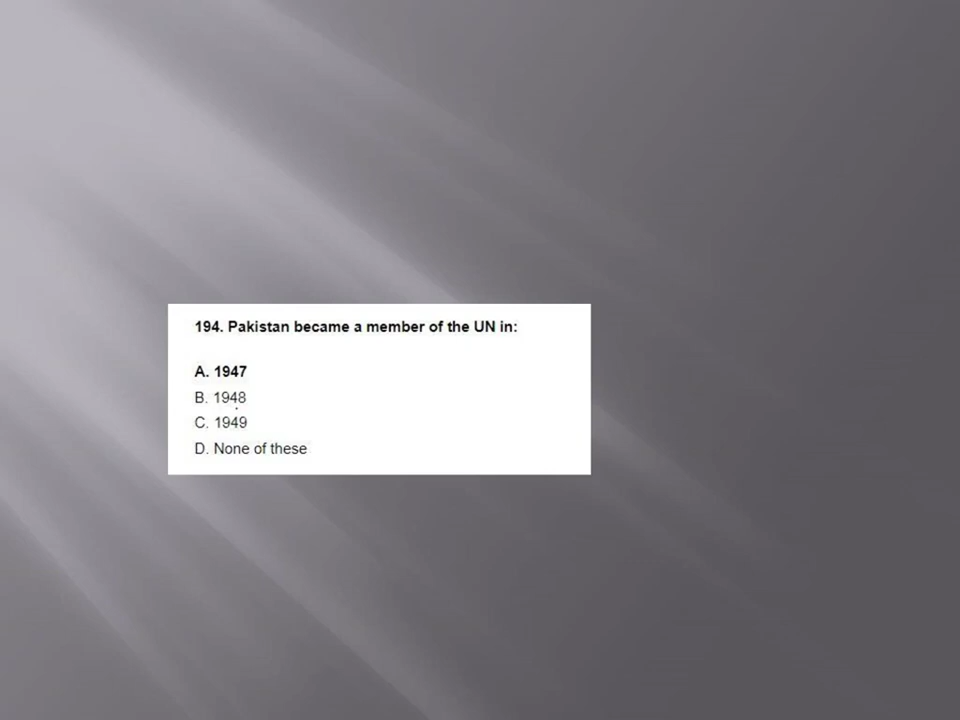 194. Pakistan became a member of the UN in:
A. 1947
B. 1948
C. 1949
D. None of these